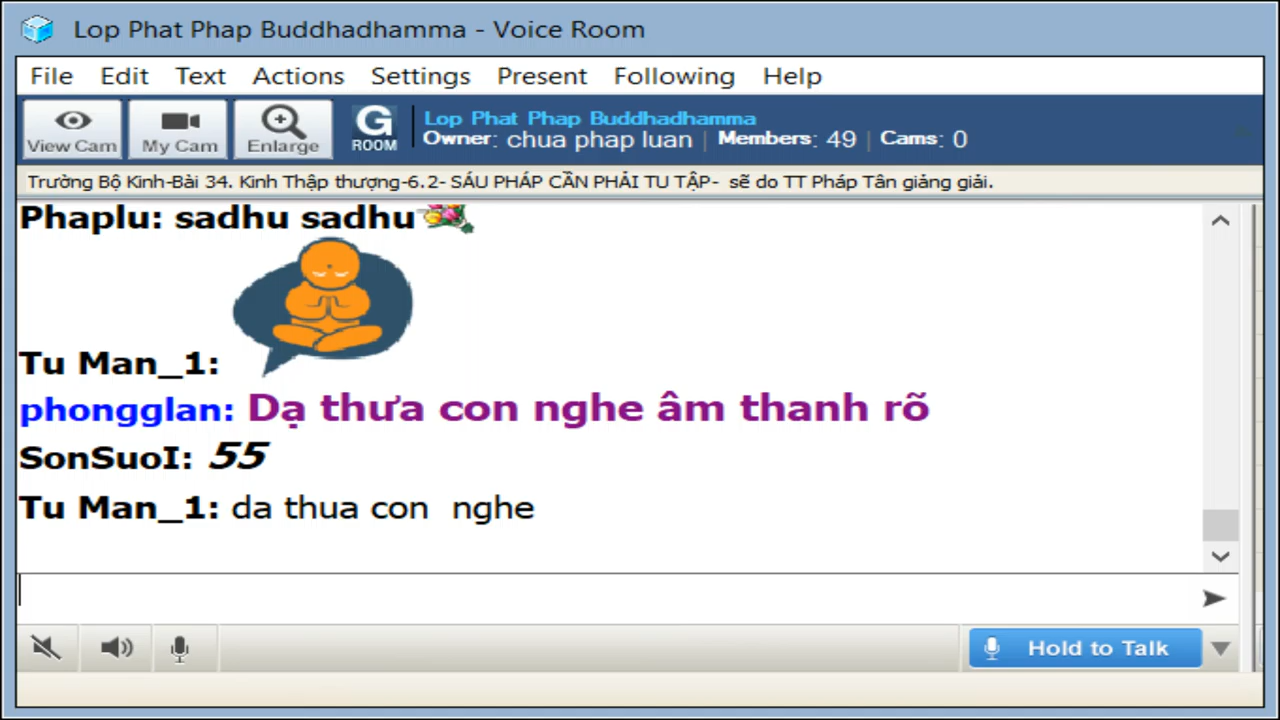 Lop Phat Phap Buddhadhamma - Voice Room
File Edit Text Actions Settings Present Following Help
View Cam My Cam Enlarge G ROOM
Lop Phat Phap Buddhadhamma
Owner: chua phap luan | Members: 49 | Cams: 0
Trường Bộ Kinh-Bài 34. Kinh Thập thượng-6.2- SÁU PHÁP CẦN PHẢI TU TẬP- sẽ do TT Pháp Tân giảng giải.
Phaplu: sadhu sadhu
Tu Man_1:
phongglan: Dạ thưa con nghe âm thanh rõ
SonSuoI: 55
Tu Man_1: da thua con nghe
Hold to Talk